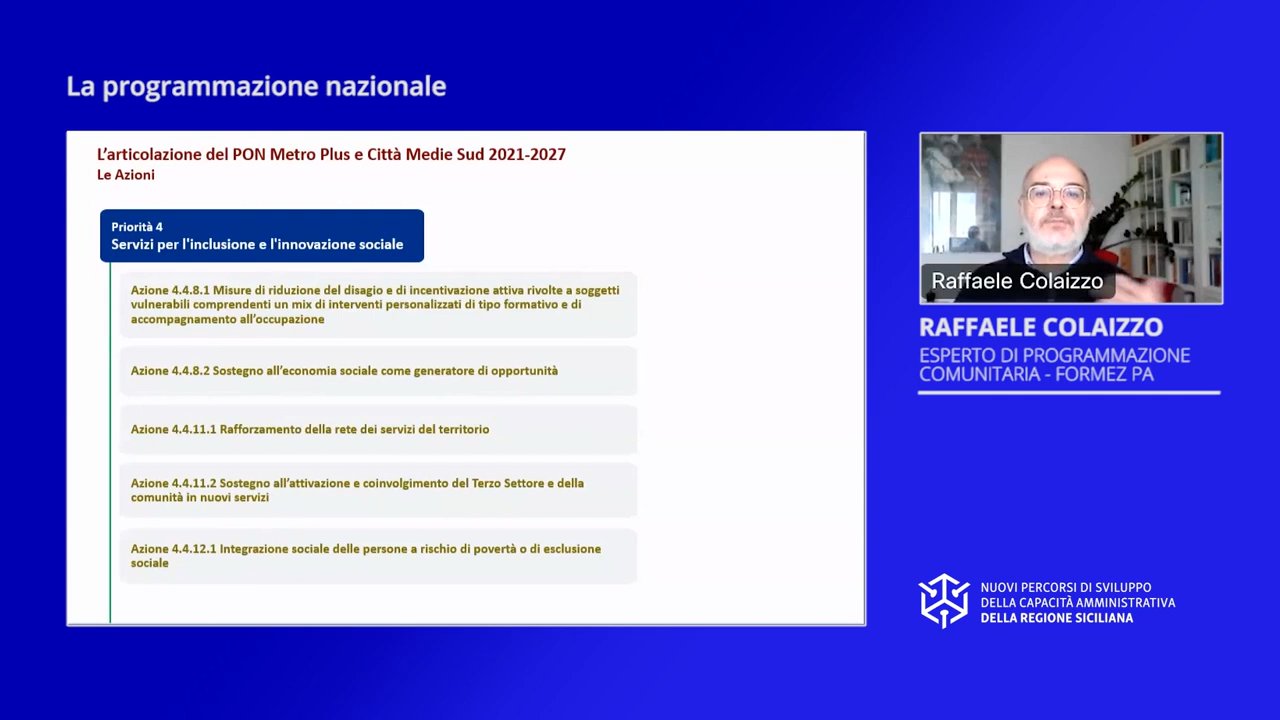 La programmazione nazionale
L'articolazione del PON Metro Plus e Città Medie Sud 2021-2027
Le Azioni
Priorità 4
Servizi per l'inclusione e l'innovazione sociale
Azione 4.4.8.1 Misure di riduzione del disagio e di incentivazione attiva rivolte a soggetti
vulnerabili comprendenti un mix di interventi personalizzati di tipo formativo e di
accompagnamento all'occupazione
Azione 4.4.8.2 Sostegno all'economia sociale come generatore di opportunità
Azione 4.4.11.1 Rafforzamento della rete dei servizi del territorio
Azione 4.4.11.2 Sostegno all'attivazione e coinvolgimento del Terzo Settore e della
comunità in nuovi servizi
Azione 4.4.12.1 Integrazione sociale delle persone a rischio di povertà o di esclusione
sociale
Raffaele Colaizzo
RAFFAELE COLAIZZO
ESPERTO DI PROGRAMMAZIONE
COMUNITARIA - FORMEZ PA
NUOVI PERCORSI DI SVILUPPO
DELLA CAPACITÀ AMMINISTRATIVA
DELLA REGIONE SICILIANA